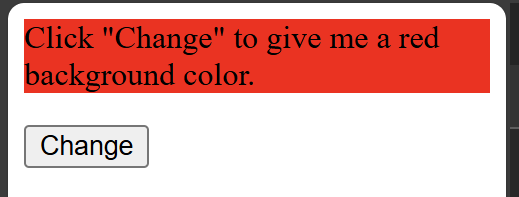 Click "Change" to give me a red
background color.
Change